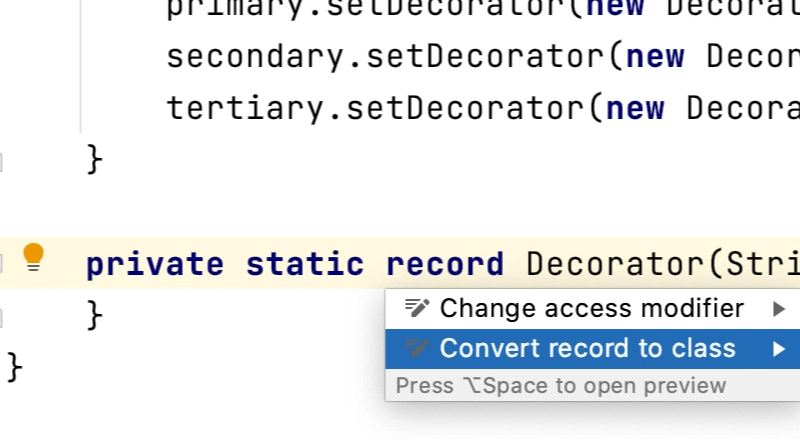 primary.setDecorator(new Decorat
secondary.setDecorator(new Decor
tertiary.setDecorator(new Decora
}
private static record Decorator(Stri
}
}
Change access modifier
Convert record to class
Press ⌥Space to open preview